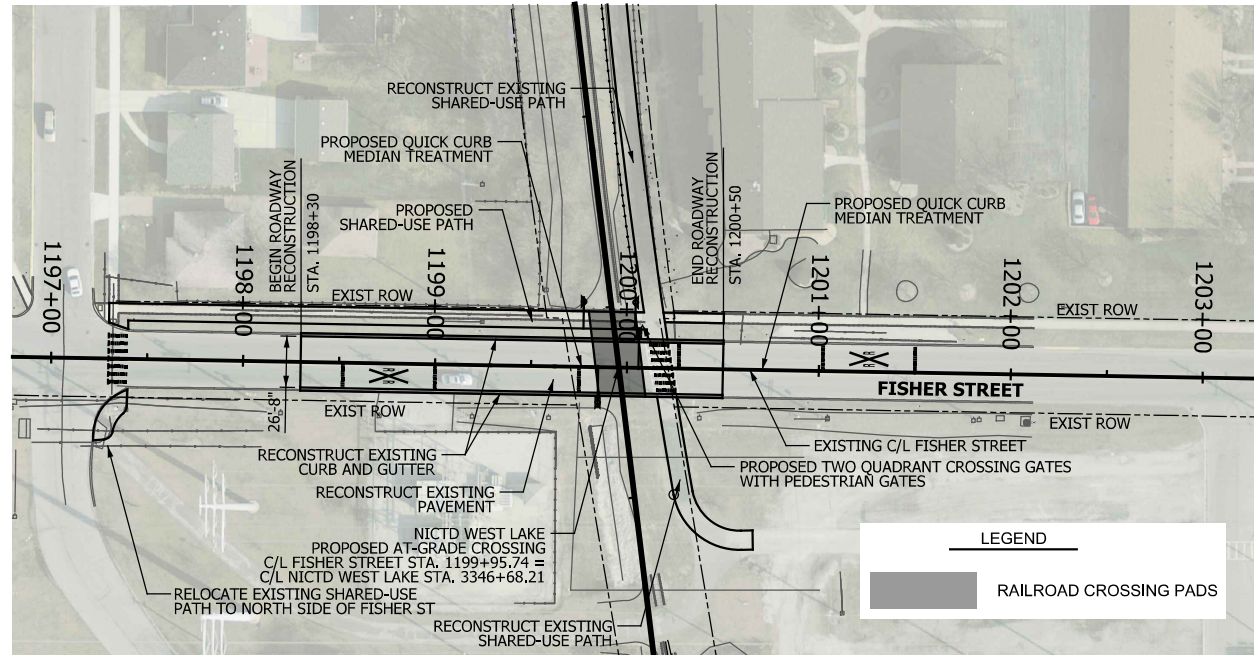 RECONSTRUCT EXISTING
SHARED-USE PATH
PROPOSED QUICK CURB
MEDIAN TREATMENT
PROPOSED
SHARED-USE PATH
BEGIN ROADWAY
RECONSTRUCTION
STA. 1198+30
END ROADWAY
RECONSTRUCTION
STA. 1200+50
PROPOSED QUICK CURB
MEDIAN TREATMENT
1197+00
1198+00
1199+00
1200+00
1201+00
1202+00
1203+00
EXIST ROW
EXIST ROW
R R
R R
FISHER STREET
26'-8"
EXIST ROW
EXIST ROW
EXISTING C/L FISHER STREET
RECONSTRUCT EXISTING
CURB AND GUTTER
PROPOSED TWO QUADRANT CROSSING GATES
WITH PEDESTRIAN GATES
RECONSTRUCT EXISTING
PAVEMENT
NICTD WEST LAKE
PROPOSED AT-GRADE CROSSING
C/L FISHER STREET STA. 1199+95.74 =
C/L NICTD WEST LAKE STA. 3346+68.21
RELOCATE EXISTING SHARED-USE
PATH TO NORTH SIDE OF FISHER ST
RECONSTRUCT EXISTING
SHARED-USE PATH
LEGEND
RAILROAD CROSSING PADS